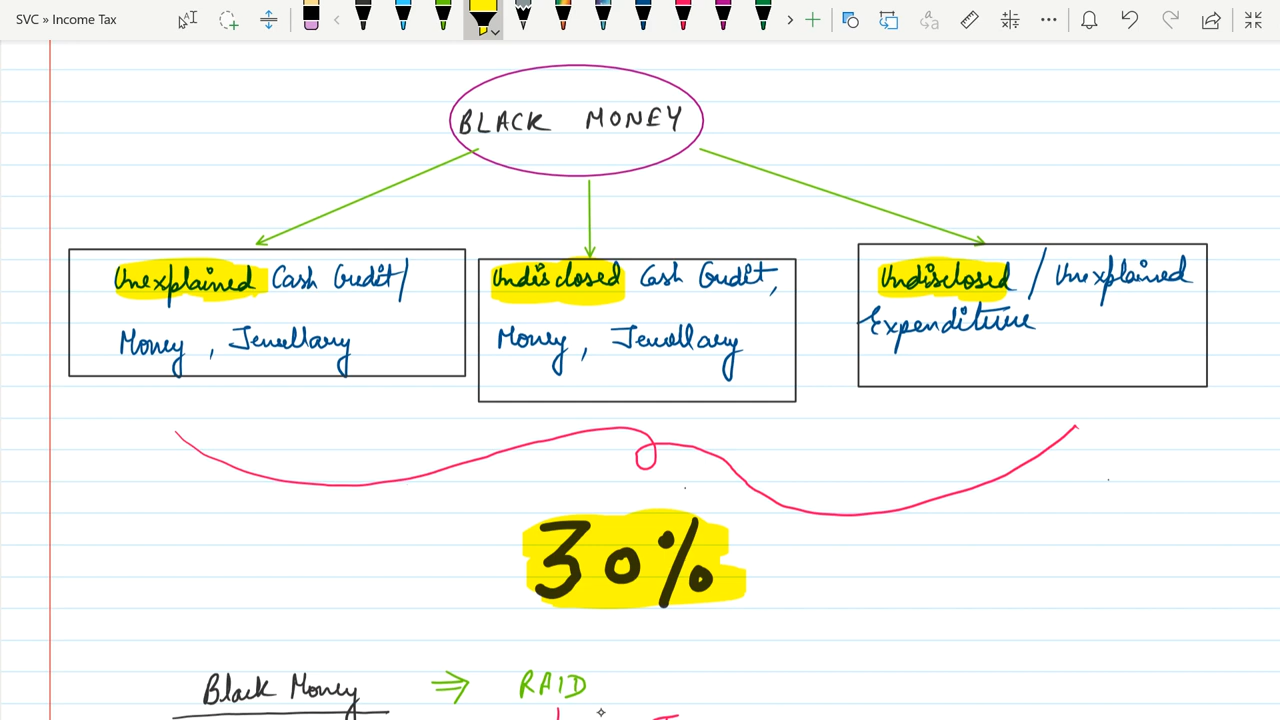 SVC » Income Tax
BLACK MONEY
Unexplained Cash Credit/
Money, Jewellary
Undisclosed Cash Credit,
Money, Jewellary
Undisclosed / Unexplained
Expenditure
30%
Black Money ⇒ RAID